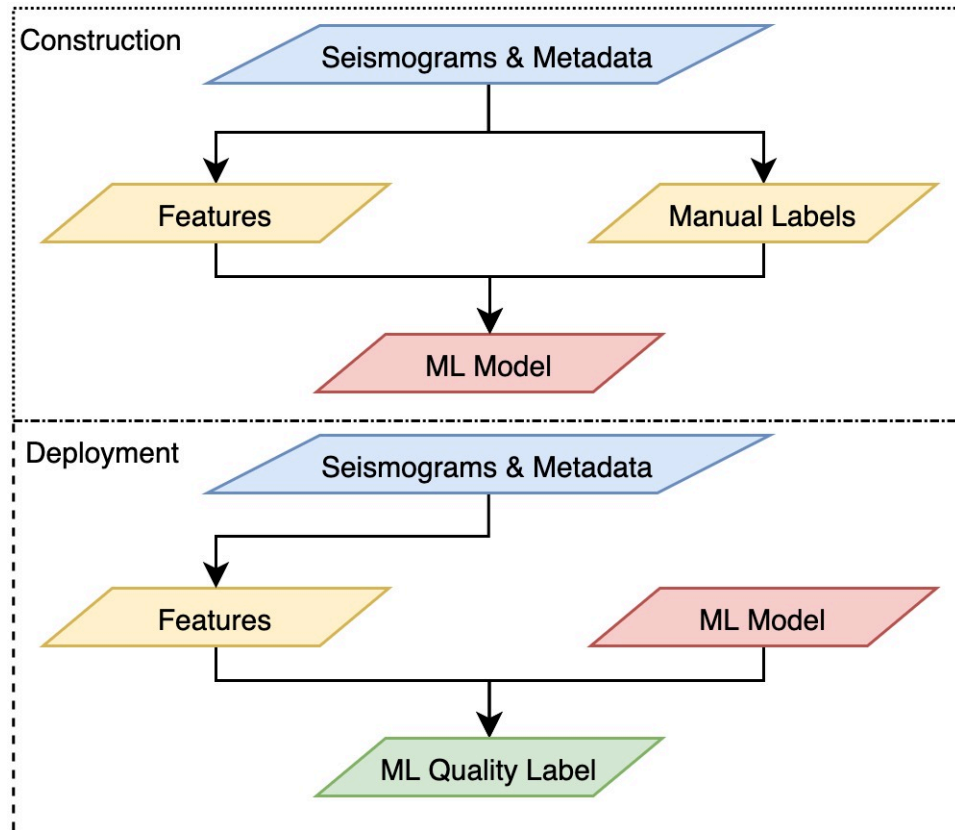 Construction
Seismograms & Metadata
Features
Manual Labels
ML Model
Deployment
Seismograms & Metadata
Features
ML Model
ML Quality Label